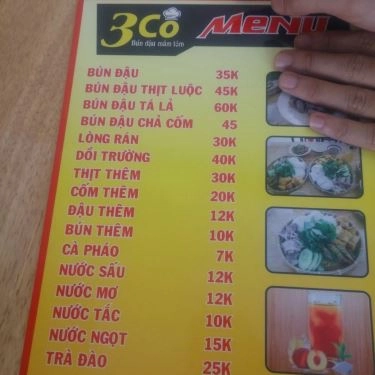 3Cô MENU
Bún đậu mắm tôm
BÚN ĐẬU 35K
BÚN ĐẬU THỊT LUỘC 45K
BÚN ĐẬU TÁ LẢ 60K
BÚN ĐẬU CHẢ CỐM 45
LÒNG RÁN 30K
DỒI TRƯỜNG 40K
THỊT THÊM 30K
CỐM THÊM 20K
ĐẬU THÊM 12K
BÚN THÊM 10K
CÀ PHÁO 7K
NƯỚC SẤU 12K
NƯỚC MƠ 12K
NƯỚC TẮC 10K
NƯỚC NGỌT 15K
TRÀ ĐÀO 25K